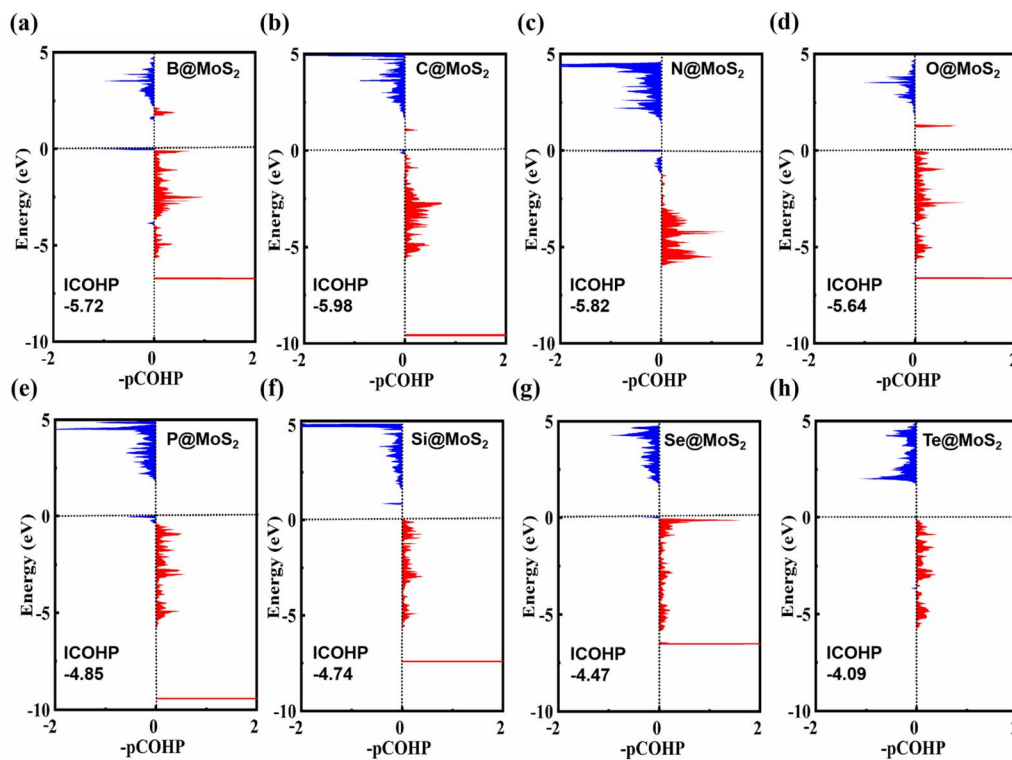 (a)
B@MoS2
5
0
-5
-10
Energy (eV)
ICOHP
-5.72
-2
0
2
-pCOHP
(b)
C@MoS2
5
0
-5
-10
Energy (eV)
ICOHP
-5.98
-2
0
2
-pCOHP
(c)
N@MoS2
5
0
-5
-10
Energy (eV)
ICOHP
-5.82
-2
0
2
-pCOHP
(d)
O@MoS2
5
0
-5
-10
Energy (eV)
ICOHP
-5.64
-2
0
2
-pCOHP
(e)
P@MoS2
5
0
-5
-10
Energy (eV)
ICOHP
-4.85
-2
0
2
-pCOHP
(f)
Si@MoS2
5
0
-5
-10
Energy (eV)
ICOHP
-4.74
-2
0
2
-pCOHP
(g)
Se@MoS2
5
0
-5
-10
Energy (eV)
ICOHP
-4.47
-2
0
2
-pCOHP
(h)
Te@MoS2
5
0
-5
-10
Energy (eV)
ICOHP
-4.09
-2
0
2
-pCOHP